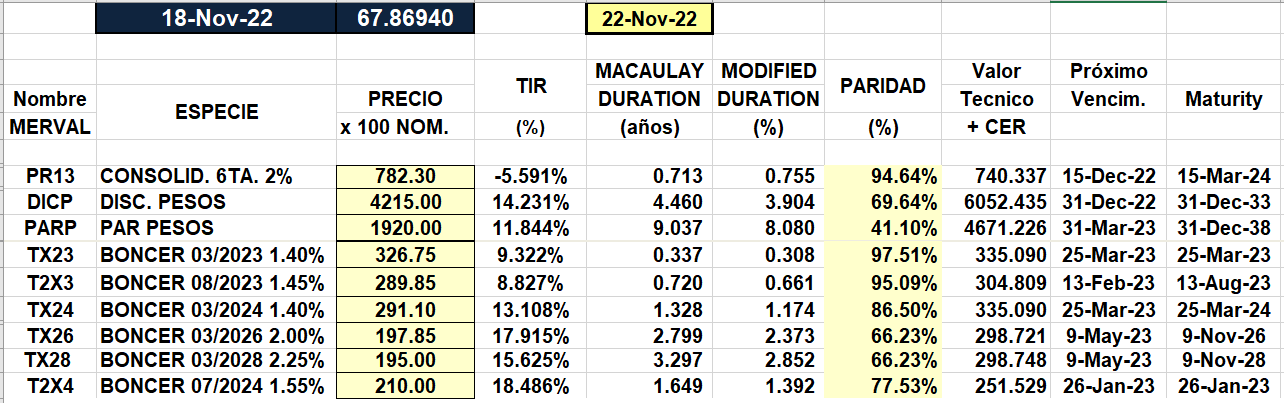 18-Nov-22 67.86940 22-Nov-22
MACAULAY MODIFIED Valor Próximo
TIR PARIDAD
Nombre PRECIO DURATION DURATION Tecnico Vencim. Maturity
ESPECIE
MERVAL x 100 NOM. (%) (años) (%) (%) + CER
PR13 CONSOLID. 6TA. 2% 782.30 -5.591% 0.713 0.755 94.64% 740.337 15-Dec-22 15-Mar-24
DICP DISC. PESOS 4215.00 14.231% 4.460 3.904 69.64% 6052.435 31-Dec-22 31-Dec-33
PARP PAR PESOS 1920.00 11.844% 9.037 8.080 41.10% 4671.226 31-Mar-23 31-Dec-38
TX23 BONCER 03/2023 1.40% 326.75 9.322% 0.337 0.308 97.51% 335.090 25-Mar-23 25-Mar-23
T2X3 BONCER 08/2023 1.45% 289.85 8.827% 0.720 0.661 95.09% 304.809 13-Feb-23 13-Aug-23
TX24 BONCER 03/2024 1.40% 291.10 13.108% 1.328 1.174 86.50% 335.090 25-Mar-23 25-Mar-24
TX26 BONCER 03/2026 2.00% 197.85 17.915% 2.799 2.373 66.23% 298.721 9-May-23 9-Nov-26
TX28 BONCER 03/2028 2.25% 195.00 15.625% 3.297 2.852 66.23% 298.748 9-May-23 9-Nov-28
T2X4 BONCER 07/2024 1.55% 210.00 18.486% 1.649 1.392 77.53% 251.529 26-Jan-23 26-Jan-23